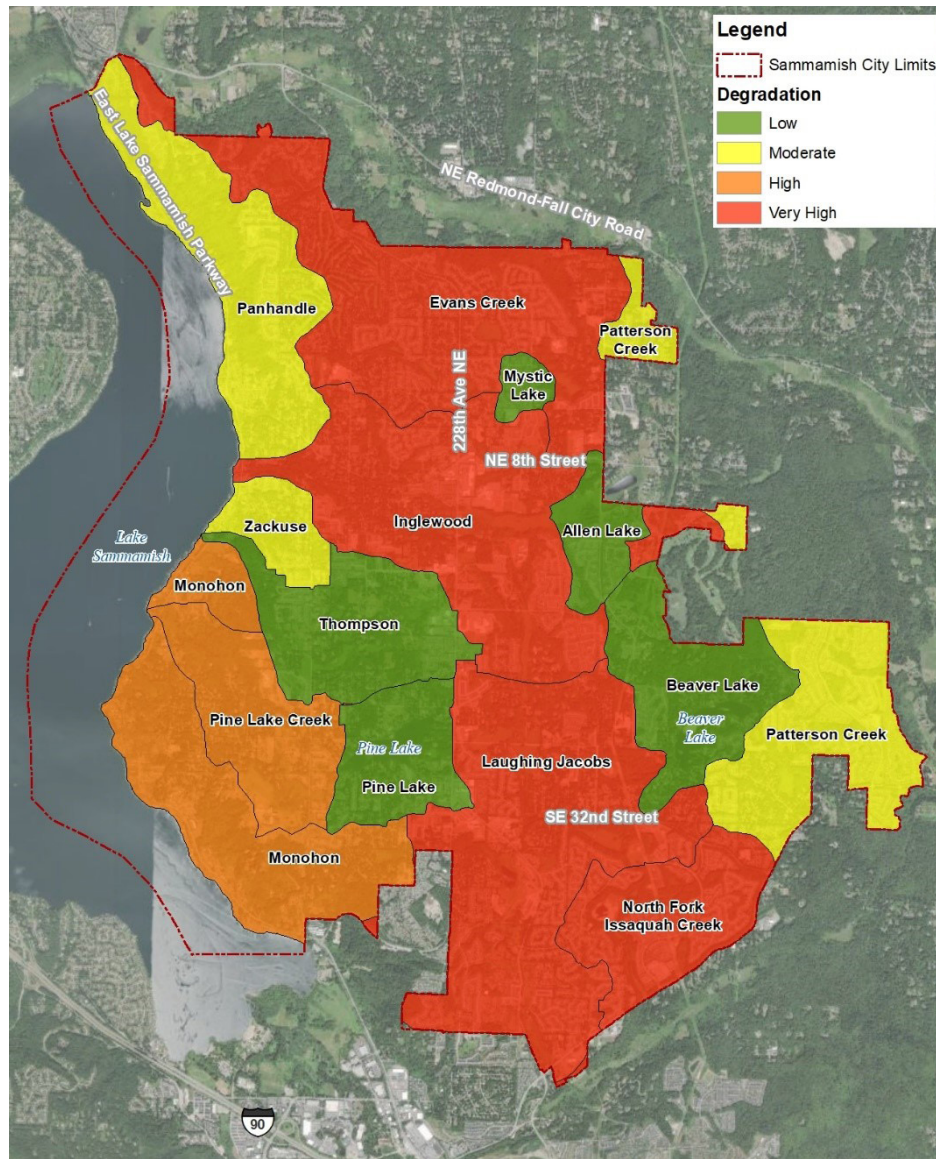 Legend
Sammamish City Limits
Degradation
Low
Moderate
High
Very High
East Lake Sammamish Parkway
NE Redmond-Fall City Road
Panhandle
Evans Creek
Patterson
Creek
228th Ave NE
Mystic
Lake
NE 8th Street
Zackuse
Inglewood
Allen Lake
Lake
Sammamish
Monohon
Thompson
Beaver Lake
Pine Lake Creek
Beaver
Lake
Patterson Creek
Pine Lake
Laughing Jacobs
Pine Lake
SE 32nd Street
Monohon
North Fork
Issaquah Creek
90